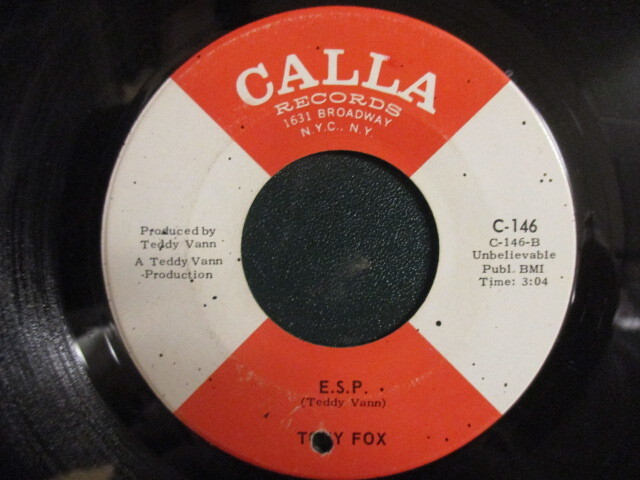 CALLA
RECORDS
1631 BROADWAY
N.Y.C., N.Y.
Produced by
Teddy Vann
A Teddy Vann
Production
C-146
C-146-B
Unbelievable
Publ. BMI
Time: 3:04
E.S.P.
(Teddy Vann)
FOX